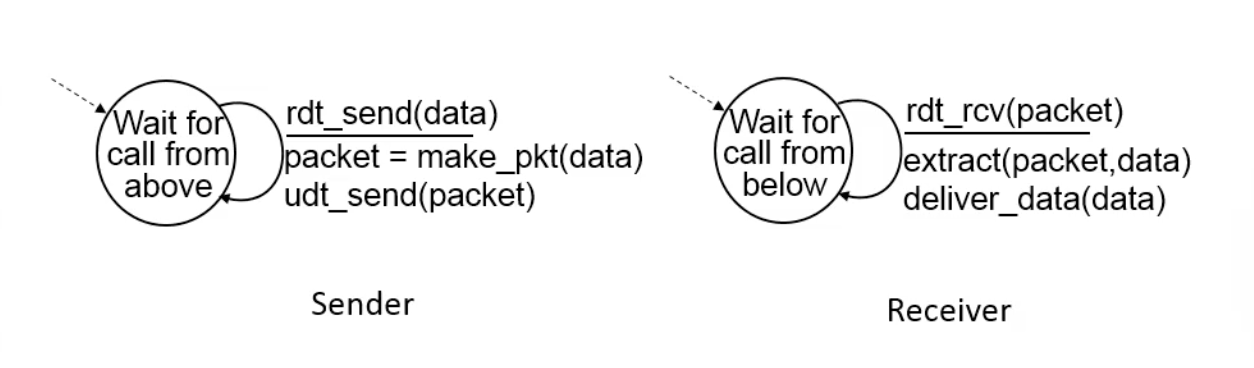 Wait for
call from
above
rdt_send(data)
packet = make_pkt(data)
udt_send(packet)
Sender
Wait for
call from
below
rdt_rcv(packet)
extract(packet,data)
deliver_data(data)
Receiver